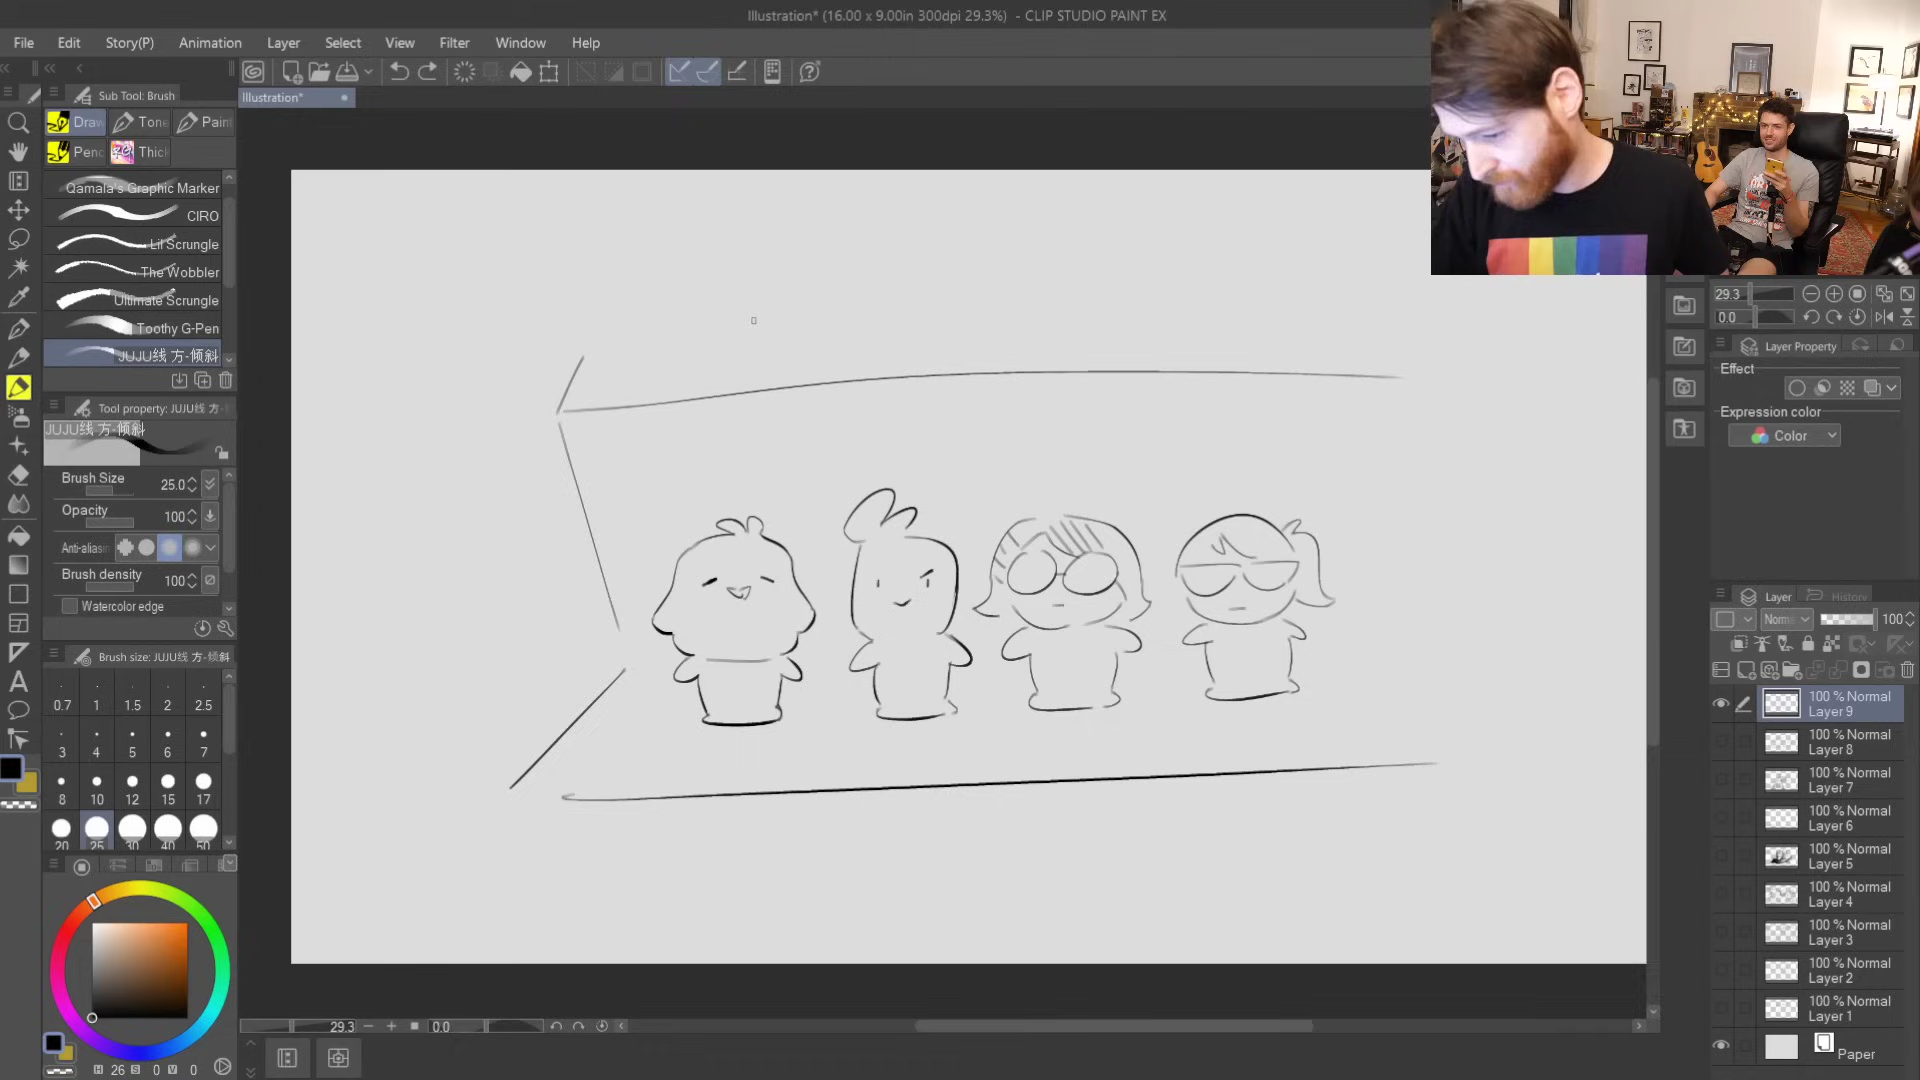 Illustration* (16.00 x 9.00in 300dpi 29.3%) - CLIP STUDIO PAINT EX
File Edit Story(P) Animation Layer Select View Filter Window Help
Sub Tool: Brush
Illustration*
Draw Tone Paint
Penc Thic
Qamala's Graphic Marker
CIRO
Lil Scrungle
The Wobbler
Ultimate Scrungle
Toothy G-Pen
JUJU线 方-倾斜
Tool property: JUJU线 方-
JUJU线 方-倾斜
Brush Size 25.0
Opacity 100
Anti-aliasin
Brush density 100
Watercolor edge
Brush size: JUJU线 方-倾斜
0.7 1 1.5 2 2.5
3 4 5 6 7
8 10 12 15 17
20 25 30 40 50
H 26 S 0 V 0
29.3 0.0
29.3
0.0
Layer Property
Effect
Expression color
Color
Layer History
Norm 100
100 % Normal
Layer 9
100 % Normal
Layer 8
100 % Normal
Layer 7
100 % Normal
Layer 6
100 % Normal
Layer 5
100 % Normal
Layer 4
100 % Normal
Layer 3
100 % Normal
Layer 2
100 % Normal
Layer 1
Paper